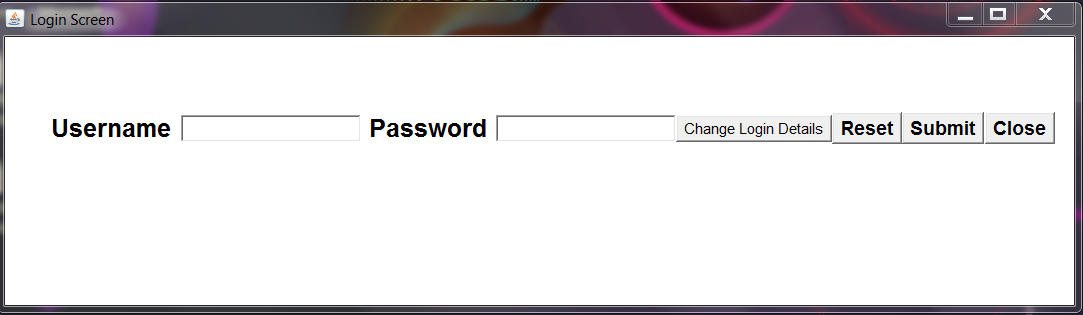 Login Screen
Username Password Change Login Details Reset Submit Close